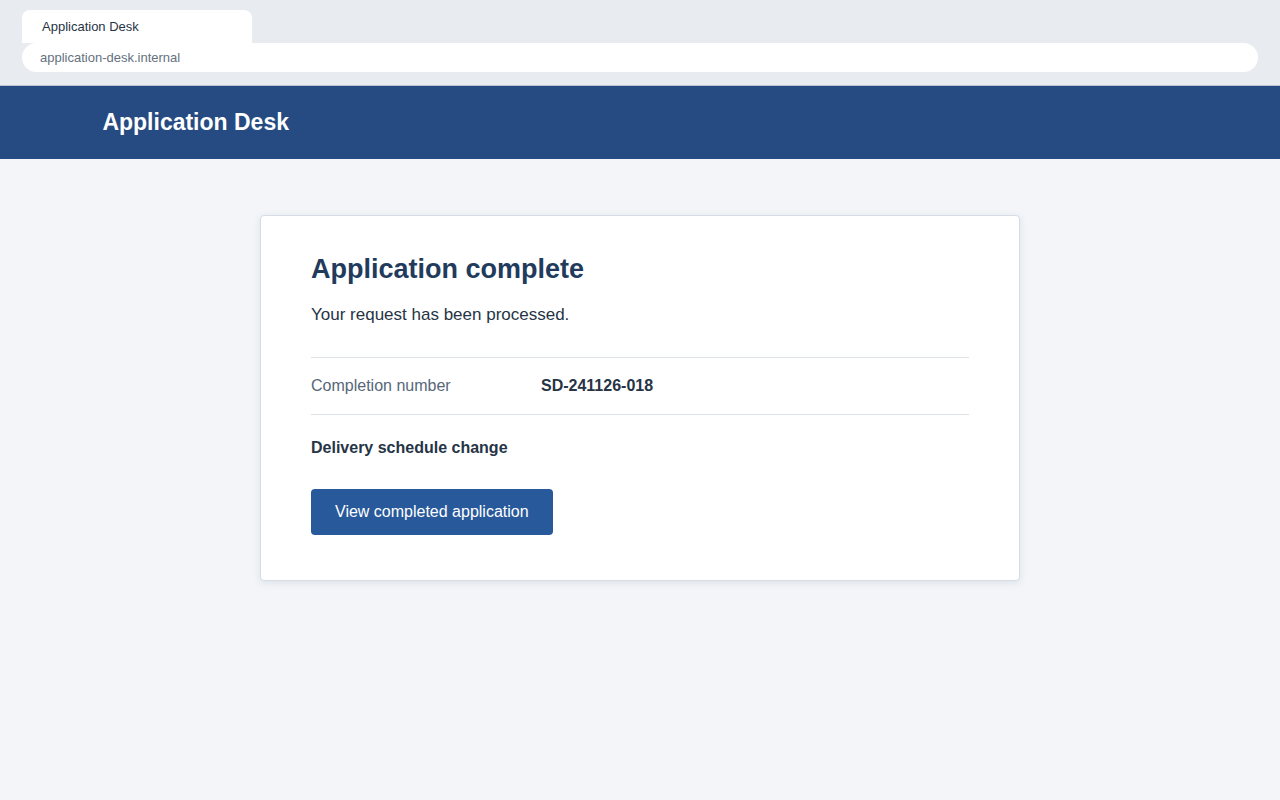 Application Desk
application-desk.internal
Application Desk
Application complete
Your request has been processed.
Completion number SD-241126-018
Delivery schedule change
View completed application